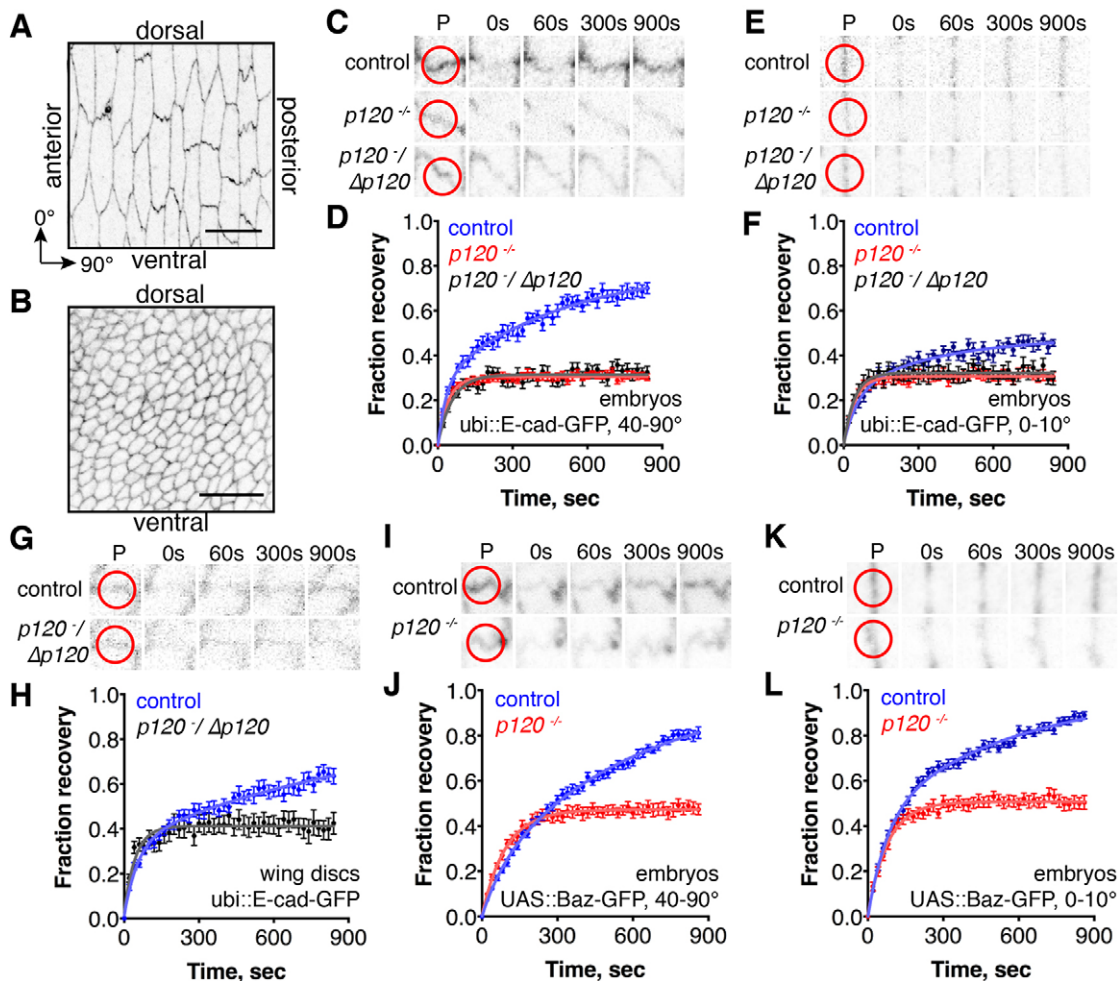 A
dorsal
anterior
posterior
0°
90°
ventral
B
dorsal
ventral
C
P 0s 60s 300s 900s
control
p120 -/-
p120 -/
Δp120
D
control
p120 -/-
p120 -/ Δp120
Fraction recovery
1.0
0.8
0.6
0.4
0.2
0.0
embryos
ubi::E-cad-GFP, 40-90°
0 300 600 900
Time, sec
E
P 0s 60s 300s 900s
control
p120 -/-
p120 -/
Δp120
F
control
p120 -/-
p120 -/ Δp120
Fraction recovery
1.0
0.8
0.6
0.4
0.2
0.0
embryos
ubi::E-cad-GFP, 0-10°
0 300 600 900
Time, sec
G
P 0s 60s 300s 900s
control
p120 -/
Δp120
H
control
p120 -/ Δp120
Fraction recovery
1.0
0.8
0.6
0.4
0.2
0.0
wing discs
ubi::E-cad-GFP
0 300 600 900
Time, sec
I
P 0s 60s 300s 900s
control
p120 -/-
J
control
p120 -/-
Fraction recovery
1.0
0.8
0.6
0.4
0.2
0.0
embryos
UAS::Baz-GFP, 40-90°
0 300 600 900
Time, sec
K
P 0s 60s 300s 900s
control
p120 -/-
L
control
p120 -/-
Fraction recovery
1.0
0.8
0.6
0.4
0.2
0.0
embryos
UAS::Baz-GFP, 0-10°
0 300 600 900
Time, sec